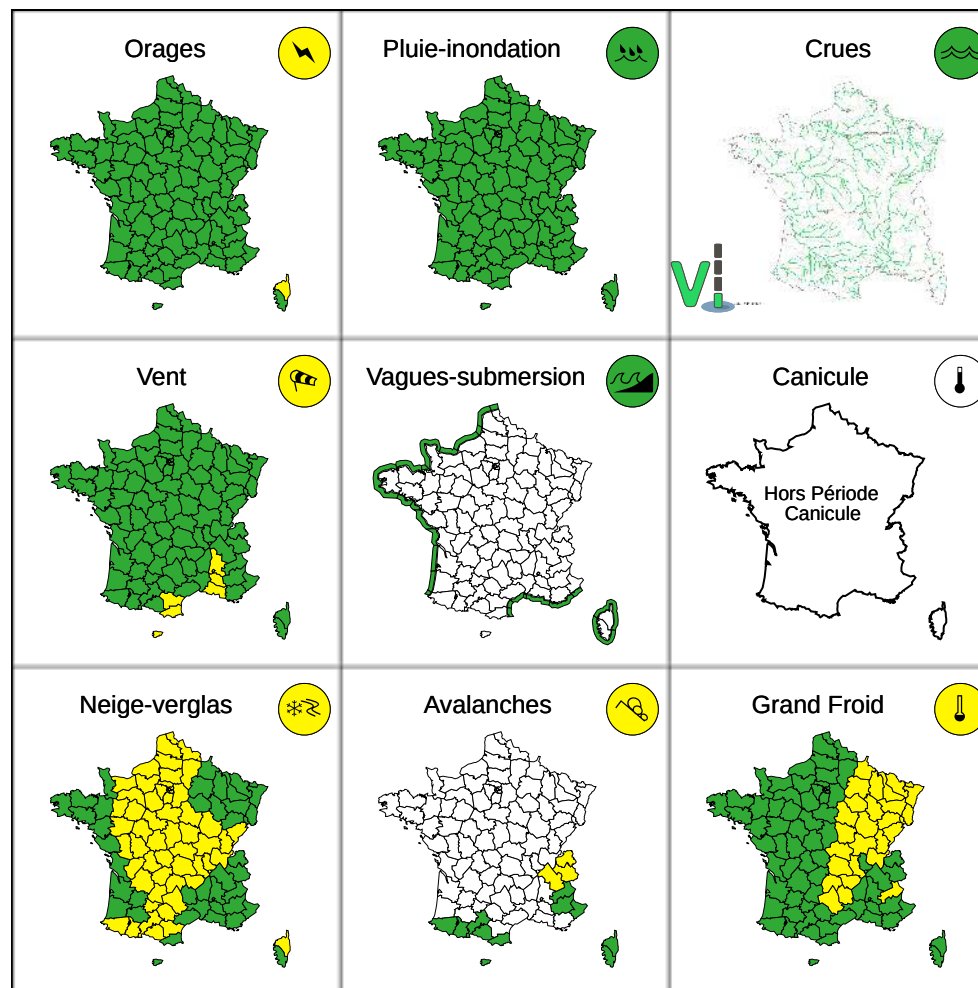 Orages
Pluie-inondation
Crues
Vent
Vagues-submersion
Canicule
Hors Période
Canicule
Neige-verglas
Avalanches
Grand Froid